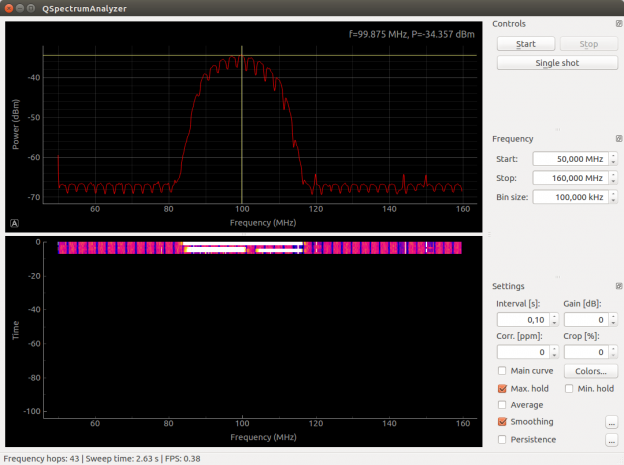 QSpectrumAnalyzer
f=99.875 MHz, P=-34.357 dBm
Controls
Start
Stop
Single shot
-40
-50
-60
-70
Power (dBm)
A
60
80
100
120
140
160
Frequency (MHz)
Frequency
Start:
50,000 MHz
Stop:
160,000 MHz
Bin size:
100,000 kHz
0
-20
-40
-60
-80
-100
Time
60
80
100
120
140
160
Frequency (MHz)
Settings
Interval [s]:
Gain [dB]:
0,10
0
Corr. [ppm]:
Crop [%]:
0
0
Main curve
Colors...
Max. hold
Min. hold
Average
Smoothing
...
Persistence
...
Frequency hops: 43 | Sweep time: 2.63 s | FPS: 0.38